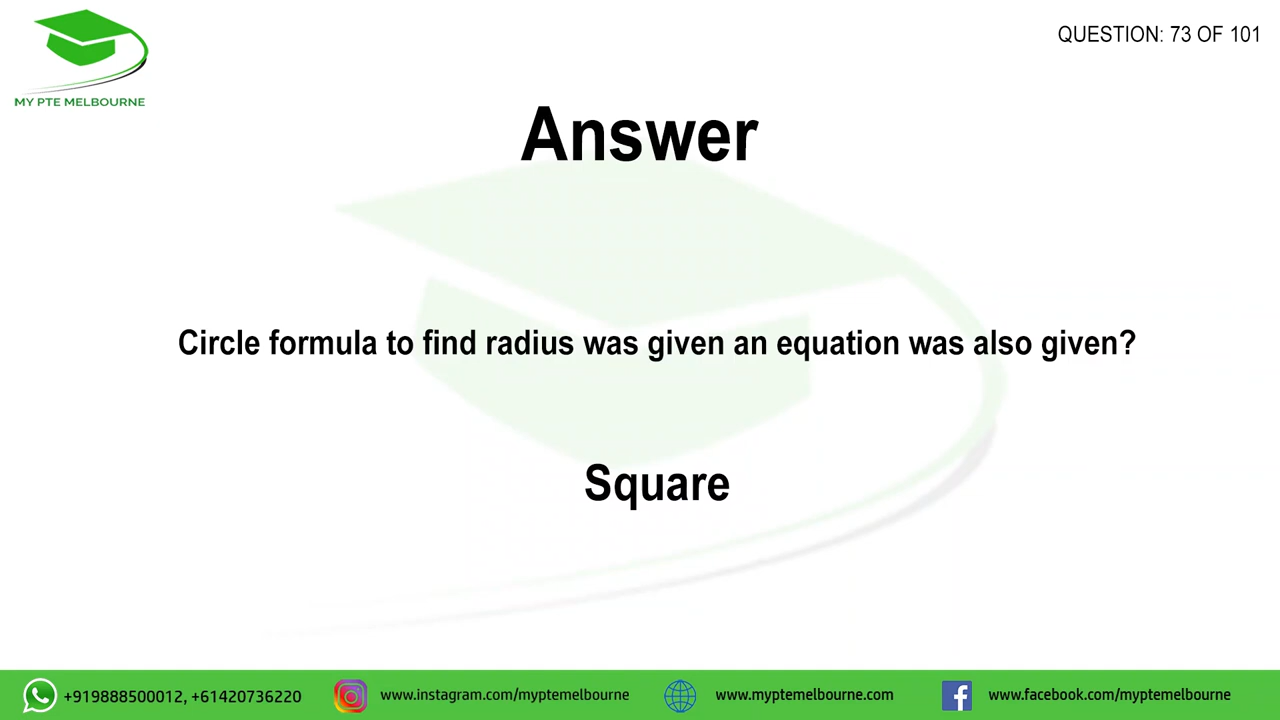 MY PTE MELBOURNE
QUESTION: 73 OF 101
Answer
Circle formula to find radius was given an equation was also given?
Square
+919888500012, +61420736220
www.instagram.com/myptemelbourne
www.myptemelbourne.com
www.facebook.com/myptemelbourne